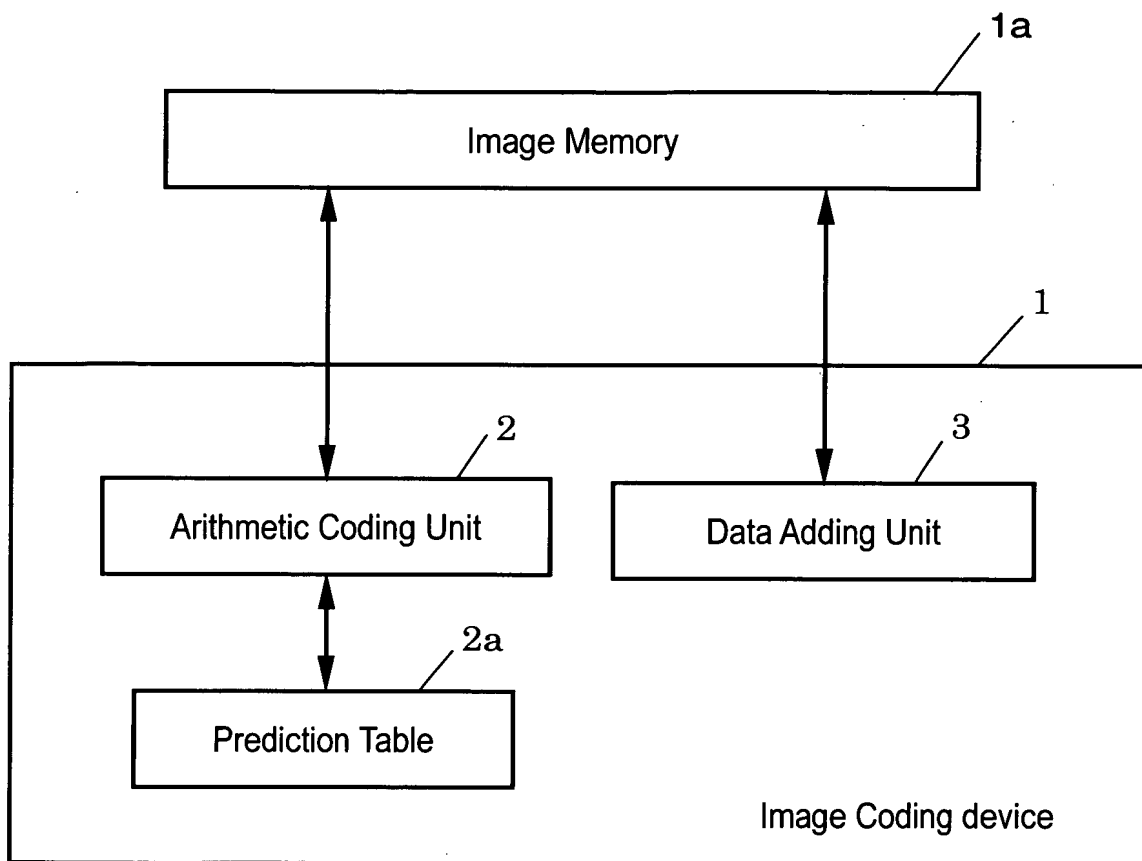 1a
Image Memory
1
2
3
Arithmetic Coding Unit
Data Adding Unit
2a
Prediction Table
Image Coding device